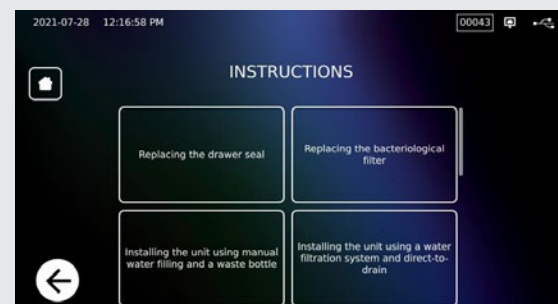 2021-07-28 12:16:58 PM
00043
INSTRUCTIONS
Replacing the drawer seal
Replacing the bacteriological
filter
Installing the unit using manual
water filling and a waste bottle
Installing the unit using a water
filtration system and direct-to-
drain